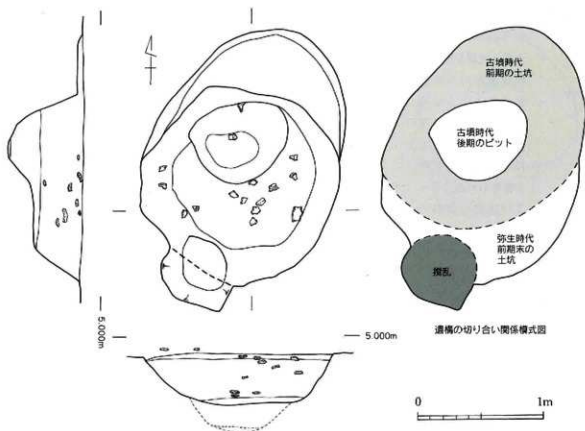 古墳時代
前期の土坑
古墳時代
後期のピット
弥生時代
前期末の
土坑
撹乱
遺構の切り合い関係模式図
5.000m
5.000m
0
1m